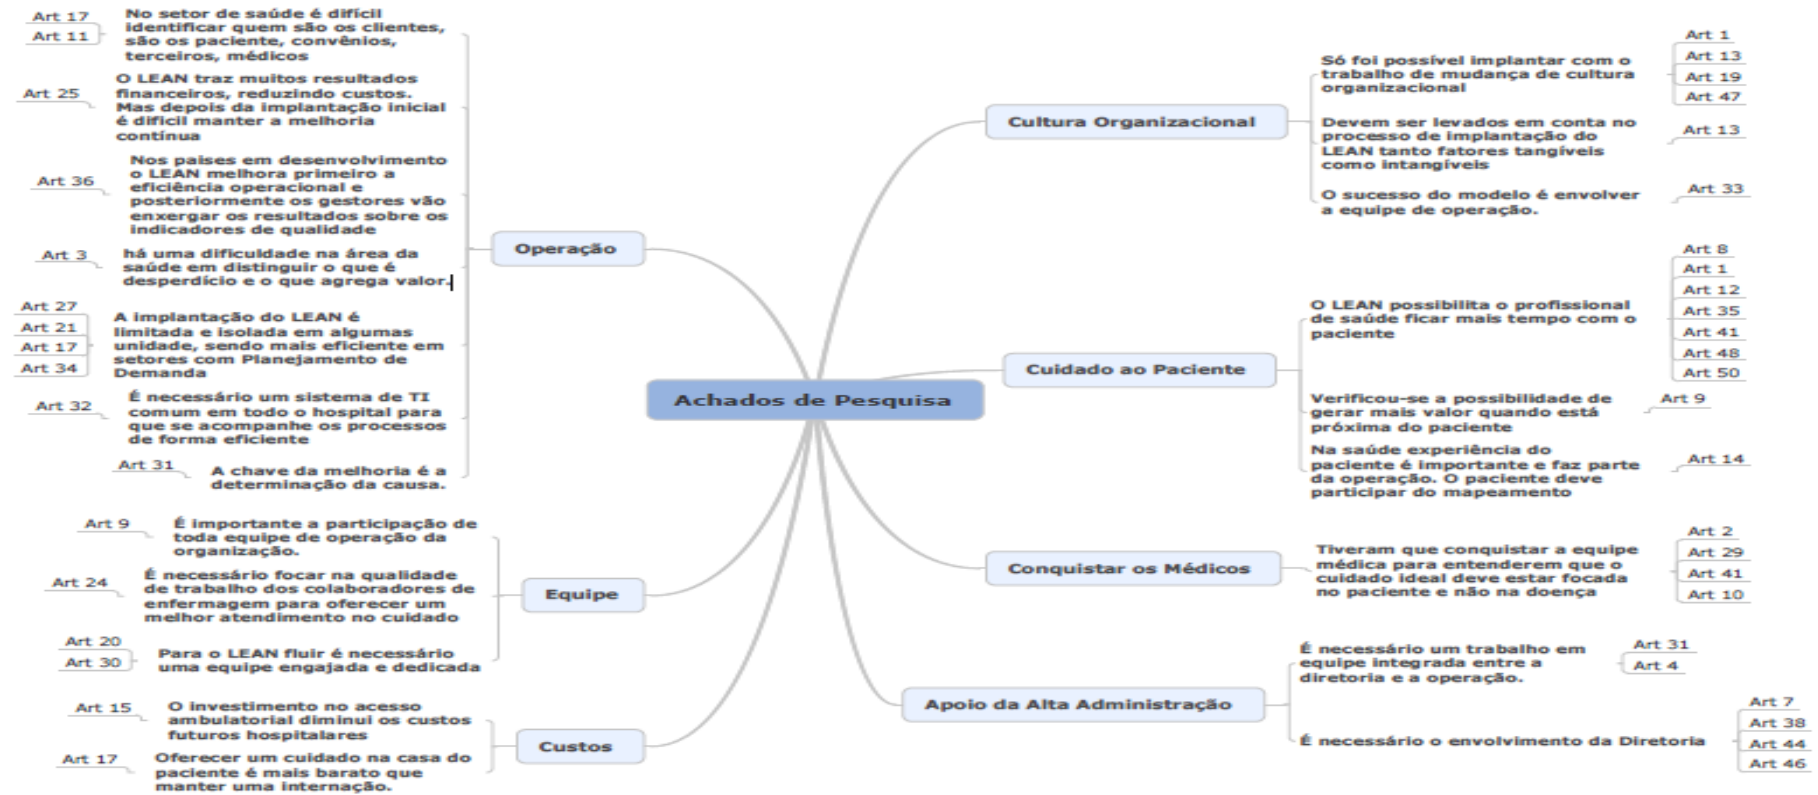 Achados de Pesquisa
Operação
Art 17
Art 11
No setor de saúde é difícil
identificar quem são os clientes,
são os paciente, convênios,
terceiros, médicos
Art 25
O LEAN traz muitos resultados
financeiros, reduzindo custos.
Mas depois da implantação inicial
é dificil manter a melhoria
contínua
Art 36
Nos paises em desenvolvimento
o LEAN melhora primeiro a
eficiência operacional e
posteriormente os gestores vão
enxergar os resultados sobre os
indicadores de qualidade
Art 3
há uma dificuldade na área da
saúde em distinguir o que é
desperdício e o que agrega valor.
Art 27
Art 21
Art 17
Art 34
A implantação do LEAN é
limitada e isolada em algumas
unidade, sendo mais eficiente em
setores com Planejamento de
Demanda
Art 32
É necessário um sistema de TI
comum em todo o hospital para
que se acompanhe os processos
de forma eficiente
Art 31
A chave da melhoria é a
determinação da causa.
Equipe
Art 9
É importante a participação de
toda equipe de operação da
organização.
Art 24
É necessário focar na qualidade
de trabalho dos colaboradores de
enfermagem para oferecer um
melhor atendimento no cuidado
Art 20
Art 30
Para o LEAN fluir é necessário
uma equipe engajada e dedicada
Custos
Art 15
O investimento no acesso
ambulatorial diminui os custos
futuros hospitalares
Art 17
Oferecer um cuidado na casa do
paciente é mais barato que
manter uma internação.
Cultura Organizacional
Só foi possível implantar com o
trabalho de mudança de cultura
organizacional
Art 1
Art 13
Art 19
Art 47
Devem ser levados em conta no
processo de implantação do
LEAN tanto fatores tangíveis
como intangíveis
Art 13
O sucesso do modelo é envolver
a equipe de operação.
Art 33
Cuidado ao Paciente
O LEAN possibilita o profissional
de saúde ficar mais tempo com o
paciente
Art 8
Art 1
Art 12
Art 35
Art 41
Art 48
Art 50
Verificou-se a possibilidade de
gerar mais valor quando está
próxima do paciente
Art 9
Na saúde experiência do
paciente é importante e faz parte
da operação. O paciente deve
participar do mapeamento
Art 14
Conquistar os Médicos
Tiveram que conquistar a equipe
médica para entenderem que o
cuidado ideal deve estar focada
no paciente e não na doença
Art 2
Art 29
Art 41
Art 10
Apoio da Alta Administração
É necessário um trabalho em
equipe integrada entre a
diretoria e a operação.
Art 31
Art 4
É necessário o envolvimento da Diretoria
Art 7
Art 38
Art 44
Art 46